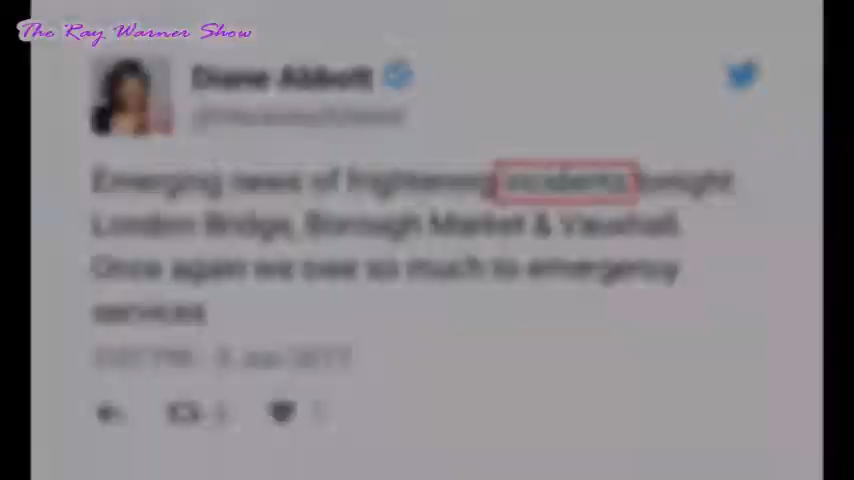 The Ray Warner Show
Diane Abbott
Emerging news of frightening incidents tonight
London Bridge, Borough Market & Vauxhall.
Once again we owe so much to emergency
services